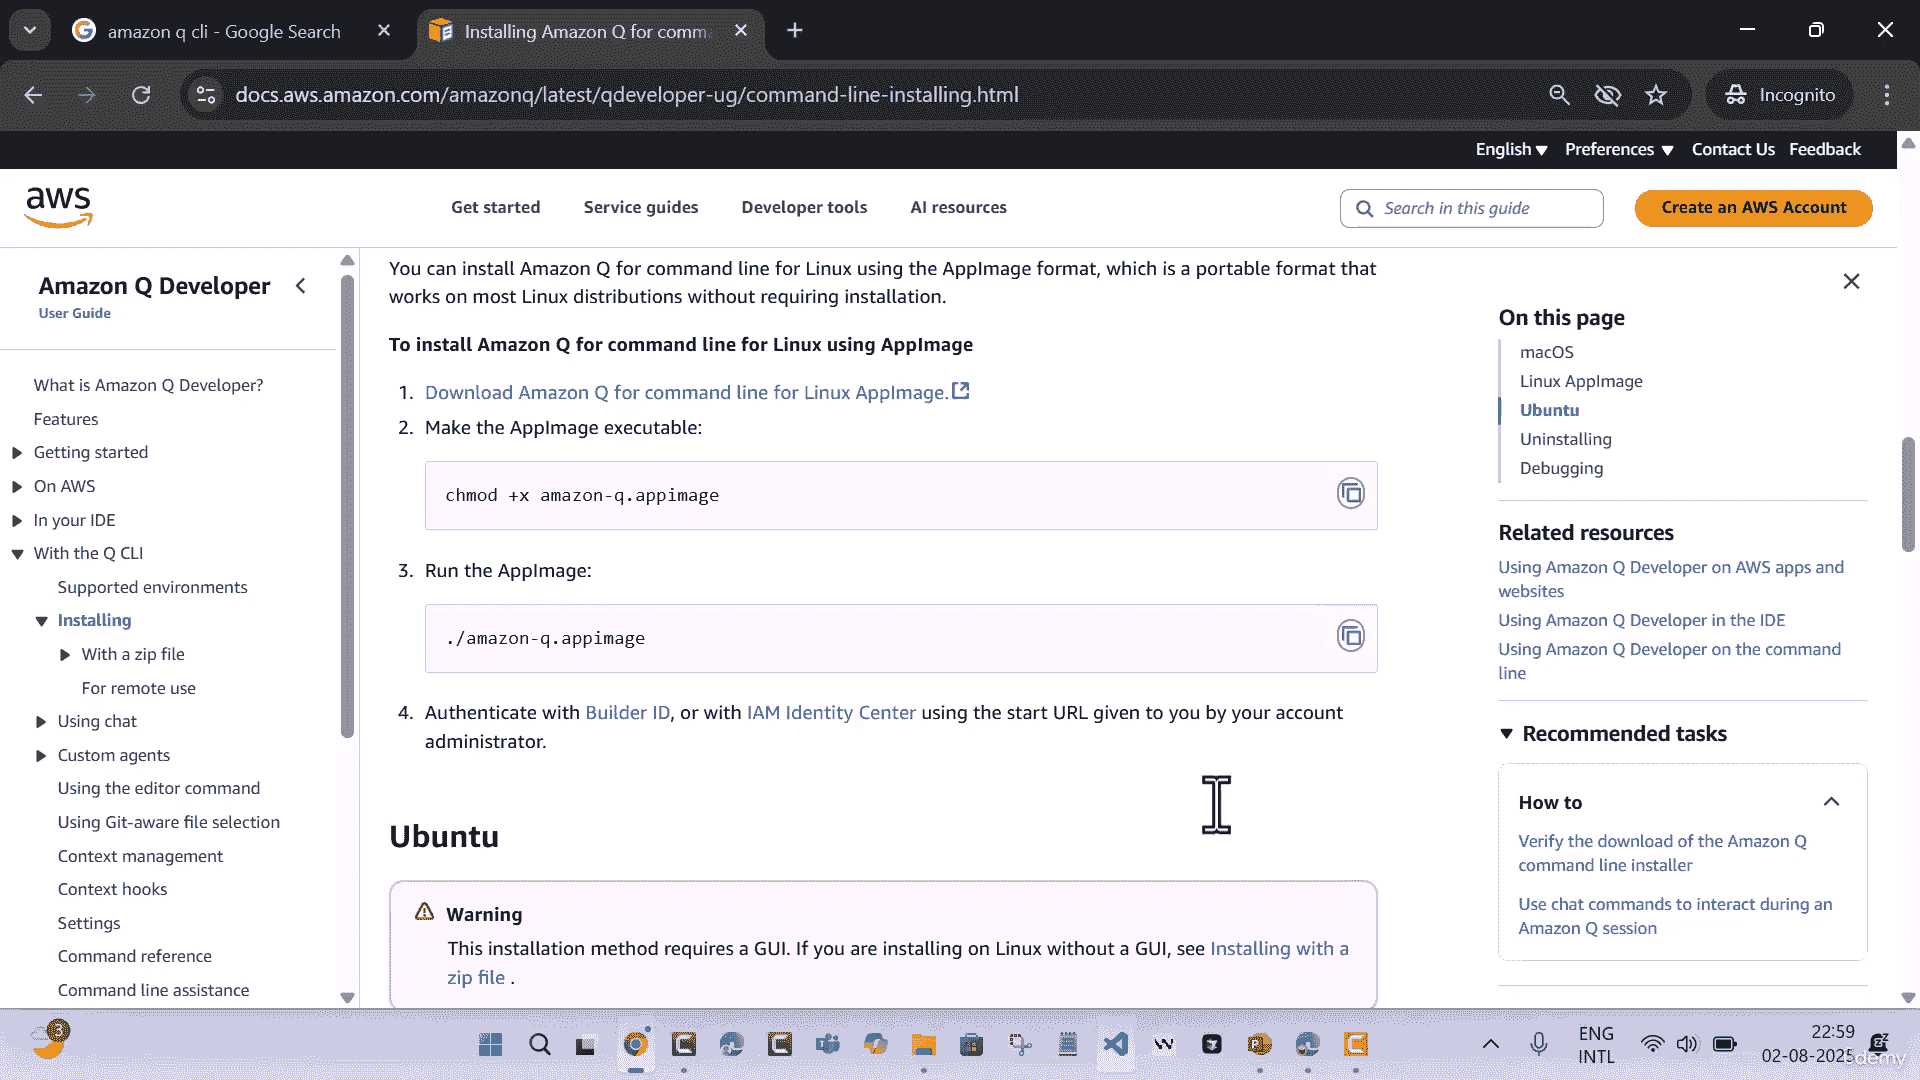 amazon q cli - Google Search
Installing Amazon Q for comm
docs.aws.amazon.com/amazonq/latest/qdeveloper-ug/command-line-installing.html
Incognito
English Preferences Contact Us Feedback
aws
Get started Service guides Developer tools AI resources
Search in this guide
Create an AWS Account
Amazon Q Developer
User Guide
What is Amazon Q Developer?
Features
Getting started
On AWS
In your IDE
With the Q CLI
Supported environments
Installing
With a zip file
For remote use
Using chat
Custom agents
Using the editor command
Using Git-aware file selection
Context management
Context hooks
Settings
Command reference
Command line assistance
You can install Amazon Q for command line for Linux using the AppImage format, which is a portable format that
works on most Linux distributions without requiring installation.
To install Amazon Q for command line for Linux using AppImage
1. Download Amazon Q for command line for Linux AppImage.
2. Make the AppImage executable:
chmod +x amazon-q.appimage
3. Run the AppImage:
./amazon-q.appimage
4. Authenticate with Builder ID, or with IAM Identity Center using the start URL given to you by your account
administrator.
Ubuntu
Warning
This installation method requires a GUI. If you are installing on Linux without a GUI, see Installing with a
zip file .
On this page
macOS
Linux AppImage
Ubuntu
Uninstalling
Debugging
Related resources
Using Amazon Q Developer on AWS apps and
websites
Using Amazon Q Developer in the IDE
Using Amazon Q Developer on the command
line
Recommended tasks
How to
Verify the download of the Amazon Q
command line installer
Use chat commands to interact during an
Amazon Q session
3
ENG
INTL
22:59
02-08-2025
udemy